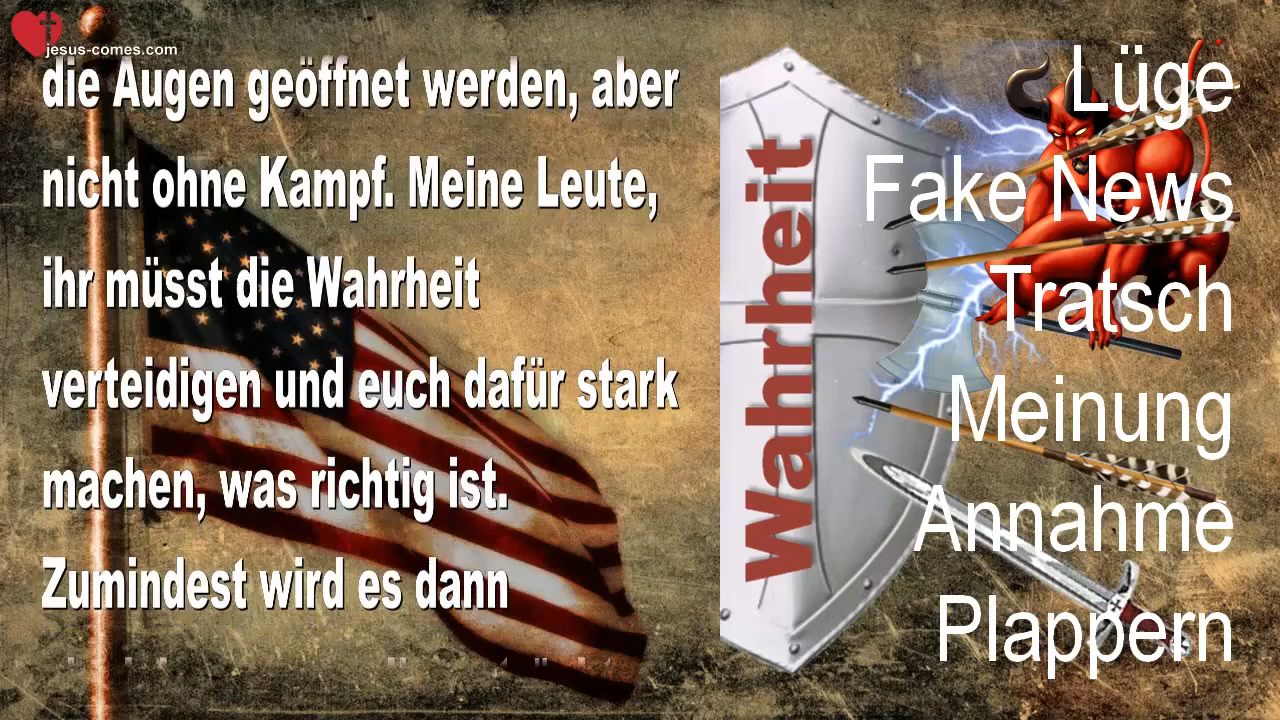 jesus-comes.com
die Augen geöffnet werden, aber
nicht ohne Kampf. Meine Leute,
ihr müsst die Wahrheit
verteidigen und euch dafür stark
machen, was richtig ist.
Zumindest wird es dann
Wahrheit
Lüge
Fake News
Tratsch
Meinung
Annahme
Plappern